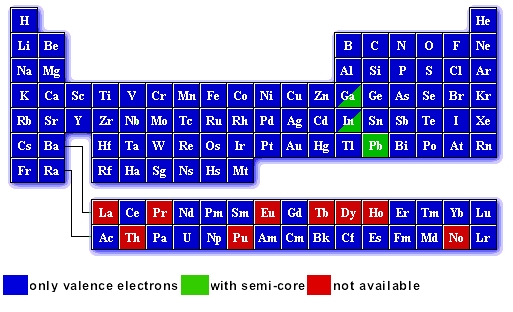 H He
Li Be B C N O F Ne
Na Mg Al Si P S Cl Ar
K Ca Sc Ti V Cr Mn Fe Co Ni Cu Zn Ga Ge As Se Br Kr
Rb Sr Y Zr Nb Mo Tc Ru Rh Pd Ag Cd In Sn Sb Te I Xe
Cs Ba Hf Ta W Re Os Ir Pt Au Hg Tl Pb Bi Po At Rn
Fr Ra Rf Ha Sg Ns Hs Mt
La Ce Pr Nd Pm Sm Eu Gd Tb Dy Ho Er Tm Yb Lu
Ac Th Pa U Np Pu Am Cm Bk Cf Es Fm Md No Lr
only valence electrons with semi-core not available